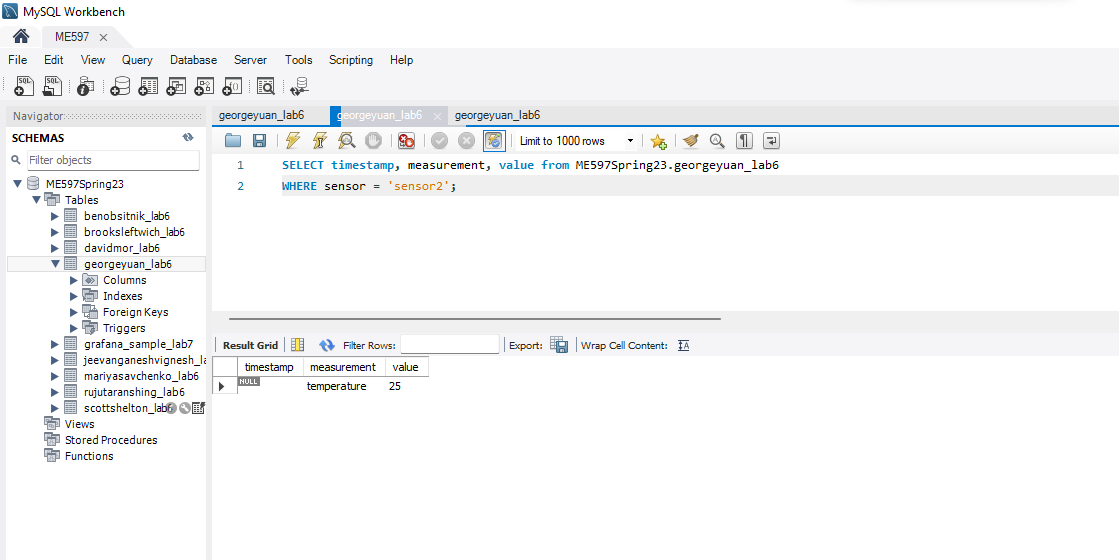 MySQL Workbench
ME597
File Edit View Query Database Server Tools Scripting Help
SQL SQL
Navigator
SCHEMAS
Filter objects
ME597Spring23
Tables
benobsitnik_lab6
brooksleftwich_lab6
davidmor_lab6
georgeyuan_lab6
Columns
Indexes
Foreign Keys
Triggers
grafana_sample_lab7
jeevanganeshvignesh_la
mariyasavchenko_lab6
rujutaranshing_lab6
scottshelton_lab6
Views
Stored Procedures
Functions
georgeyuan_lab6 georgeyuan_lab6 georgeyuan_lab6
Limit to 1000 rows
1 SELECT timestamp, measurement, value from ME597Spring23.georgeyuan_lab6
2 WHERE sensor = 'sensor2';
Result Grid Filter Rows: Export: Wrap Cell Content:
timestamp measurement value
NULL temperature 25